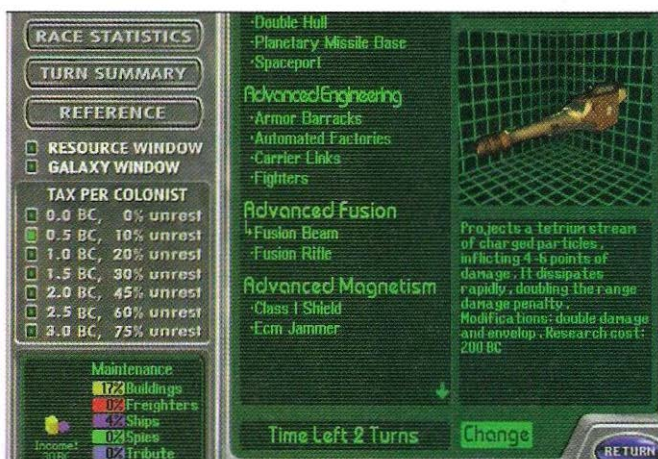 RACE STATISTICS
TURN SUMMARY
REFERENCE
RESOURCE WINDOW
GALAXY WINDOW
TAX PER COLONIST
0.0 BC, 0% unrest
0.5 BC, 10% unrest
1.0 BC, 20% unrest
1.5 BC, 30% unrest
2.0 BC, 45% unrest
2.5 BC, 60% unrest
3.0 BC, 75% unrest
Maintenance
17% Buildings
0% Freighters
4% Ships
0% Spies
0% Tribute
Income!
30 BC
·Double Hull
·Planetary Missile Base
·Spaceport
Advanced Engineering
·Armor Barracks
·Automated Factories
·Carrier Links
·Fighters
Advanced Fusion
Fusion Beam
·Fusion Rifle
Advanced Magnetism
·Class I Shield
·Ecm Jammer
Time Left 2 Turns
Change
Projects a tetrium stream
of charged particles,
inflicting 4-6 points of
damage. It dissipates
rapidly, doubling the range
damage penalty.
Modifications: double damage
and envelop. Research cost:
200 BC
RETURN